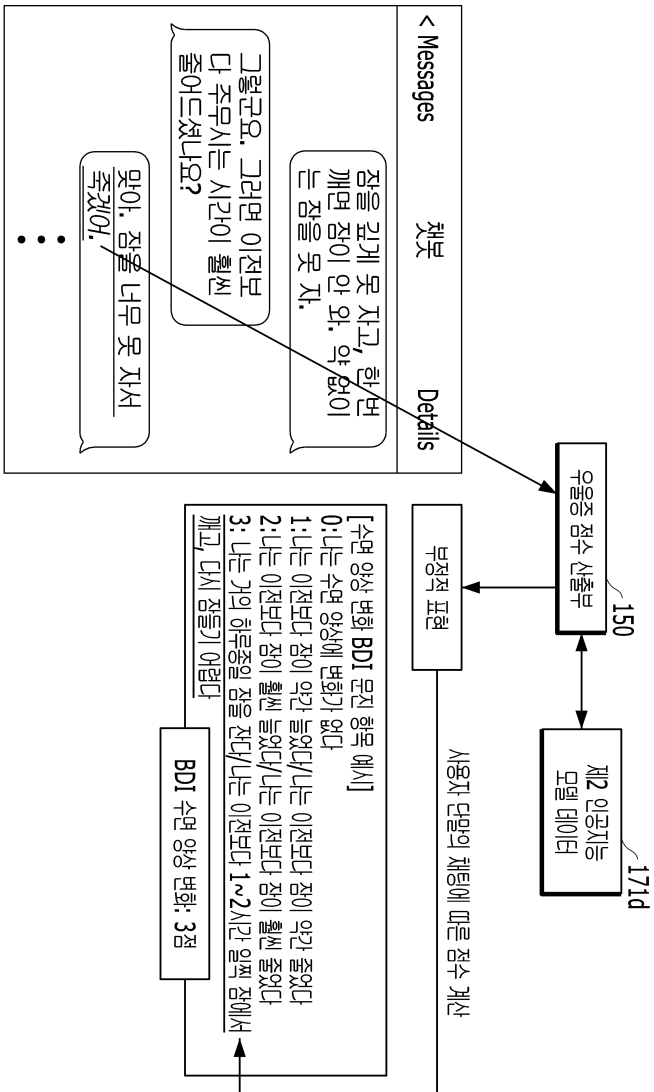 < Messages 챗봇 Details
잠을 깊게 못 자고, 한 번
깨면 잠이 안 와. 약 없이
는 잠을 못 자.
그렇군요. 그러면 이전보
다 주무시는 시간이 훨씬
줄어드셨나요?
맞아. 잠을 너무 못 자서
죽겠어.
우울증 점수 산출부
150
제2 인공지능
모델 데이터
171d
부정적 표현
사용자 단말의 채팅에 따른 점수 계산
[수면 양상 변화 BDI 문진 항목 예시]
0:나는 수면 양상에 변화가 없다
1:나는 이전보다 잠이 약간 늘었다/나는 이전보다 잠이 약간 줄었다
2:나는 이전보다 잠이 훨씬 늘었다/나는 이전보다 잠이 훨씬 줄었다
3: 나는 거의 하루종일 잠을 잔다/나는 이전보다 1~2시간 일찍 잠에서
깨고, 다시 잠들기 어렵다
BDI 수면 양상 변화: 3점